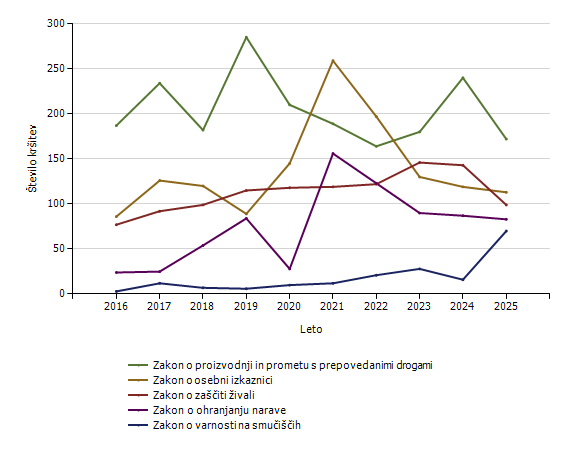 300
250
200
150
100
50
0
Število kršitev
2016 2017 2018 2019 2020 2021 2022 2023 2024 2025
Leto
Zakon o proizvodnji in prometu s prepovedanimi drogami
Zakon o osebni izkaznici
Zakon o zaščiti živali
Zakon o ohranjanju narave
Zakon o varnosti na smučiščih